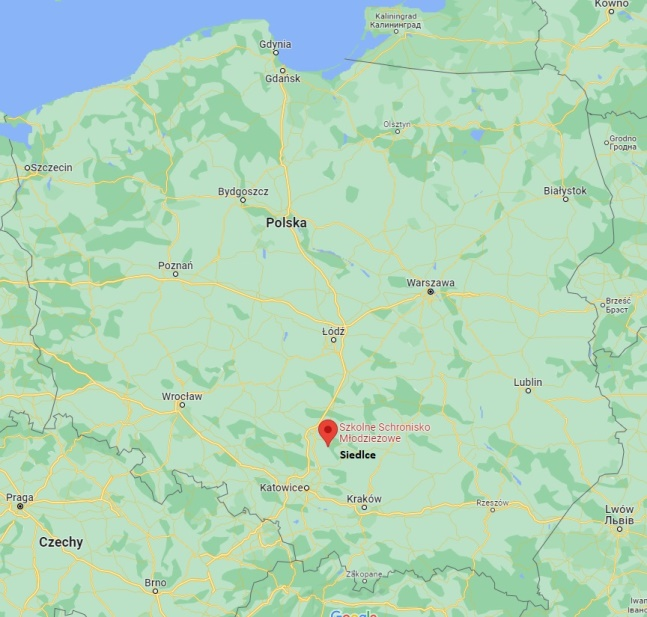 Kaliningrad
Калининград
Kowno
Gdynia
Gdańsk
Olsztyn
Grodno
Гродна
Szczecin
Bydgoszcz
Białystok
Polska
Poznań
Warszawa
Brześć
Брэст
Łódź
Lublin
Wrocław
Szkolne Schronisko
Młodzieżowe
Siedlce
Katowice
Kraków
Rzeszów
Praga
Lwów
Львів
Czechy
Zakopane
Brno
Google